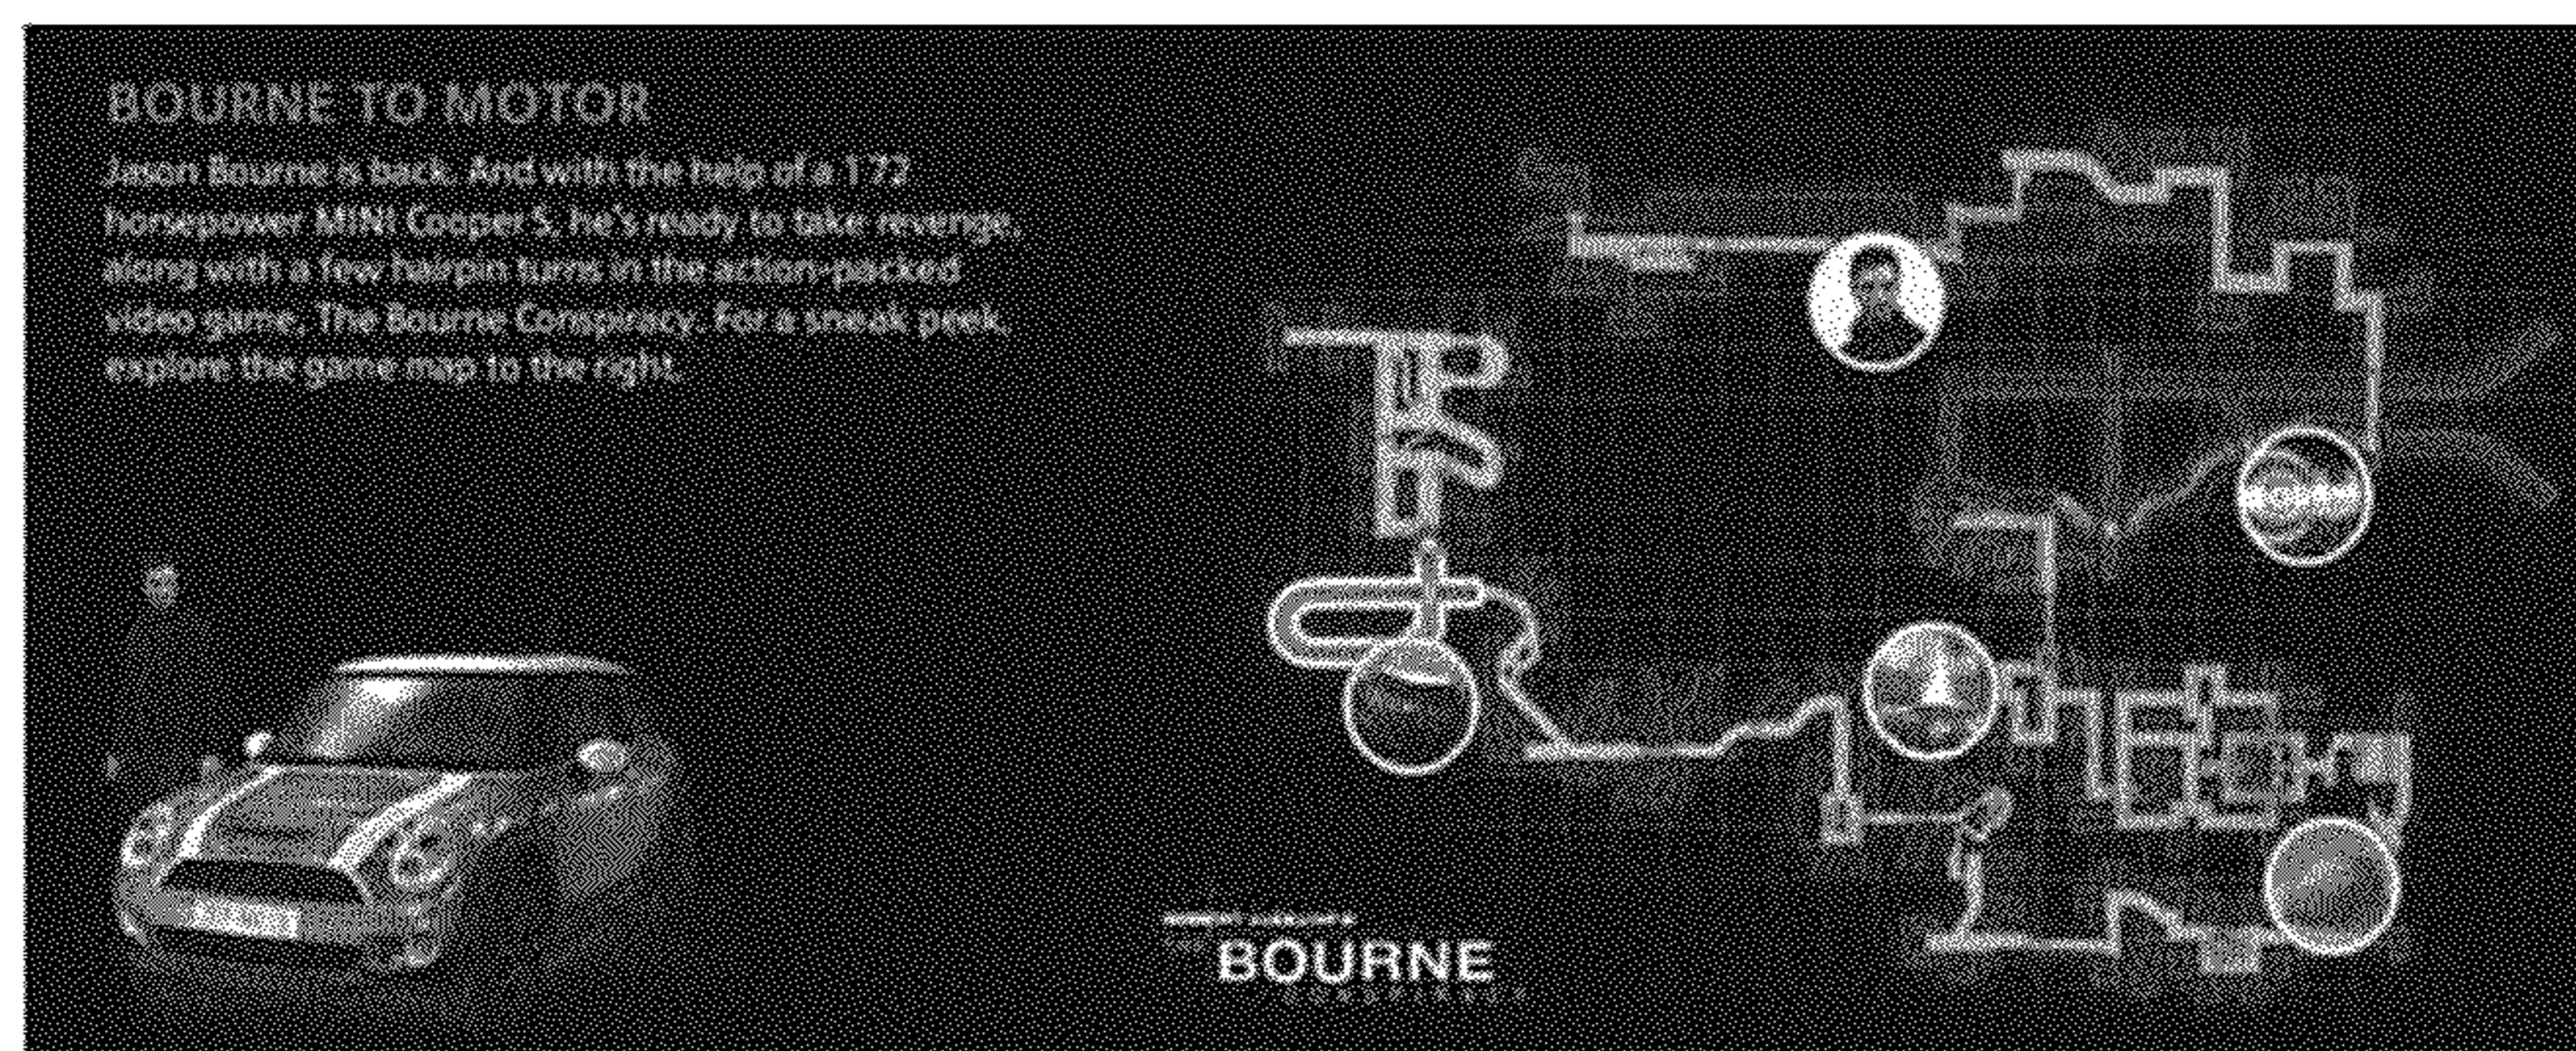 BOURNE TO MOTOR
Jason Bourne is back. And with the help of a 172
horsepower MINI Cooper S, he's ready to take revenge,
along with a few hairpin turns in the action-packed
video game, The Bourne Conspiracy. For a sneak peek,
explore the game map to the right.
BOURNE
CONSPIRACY